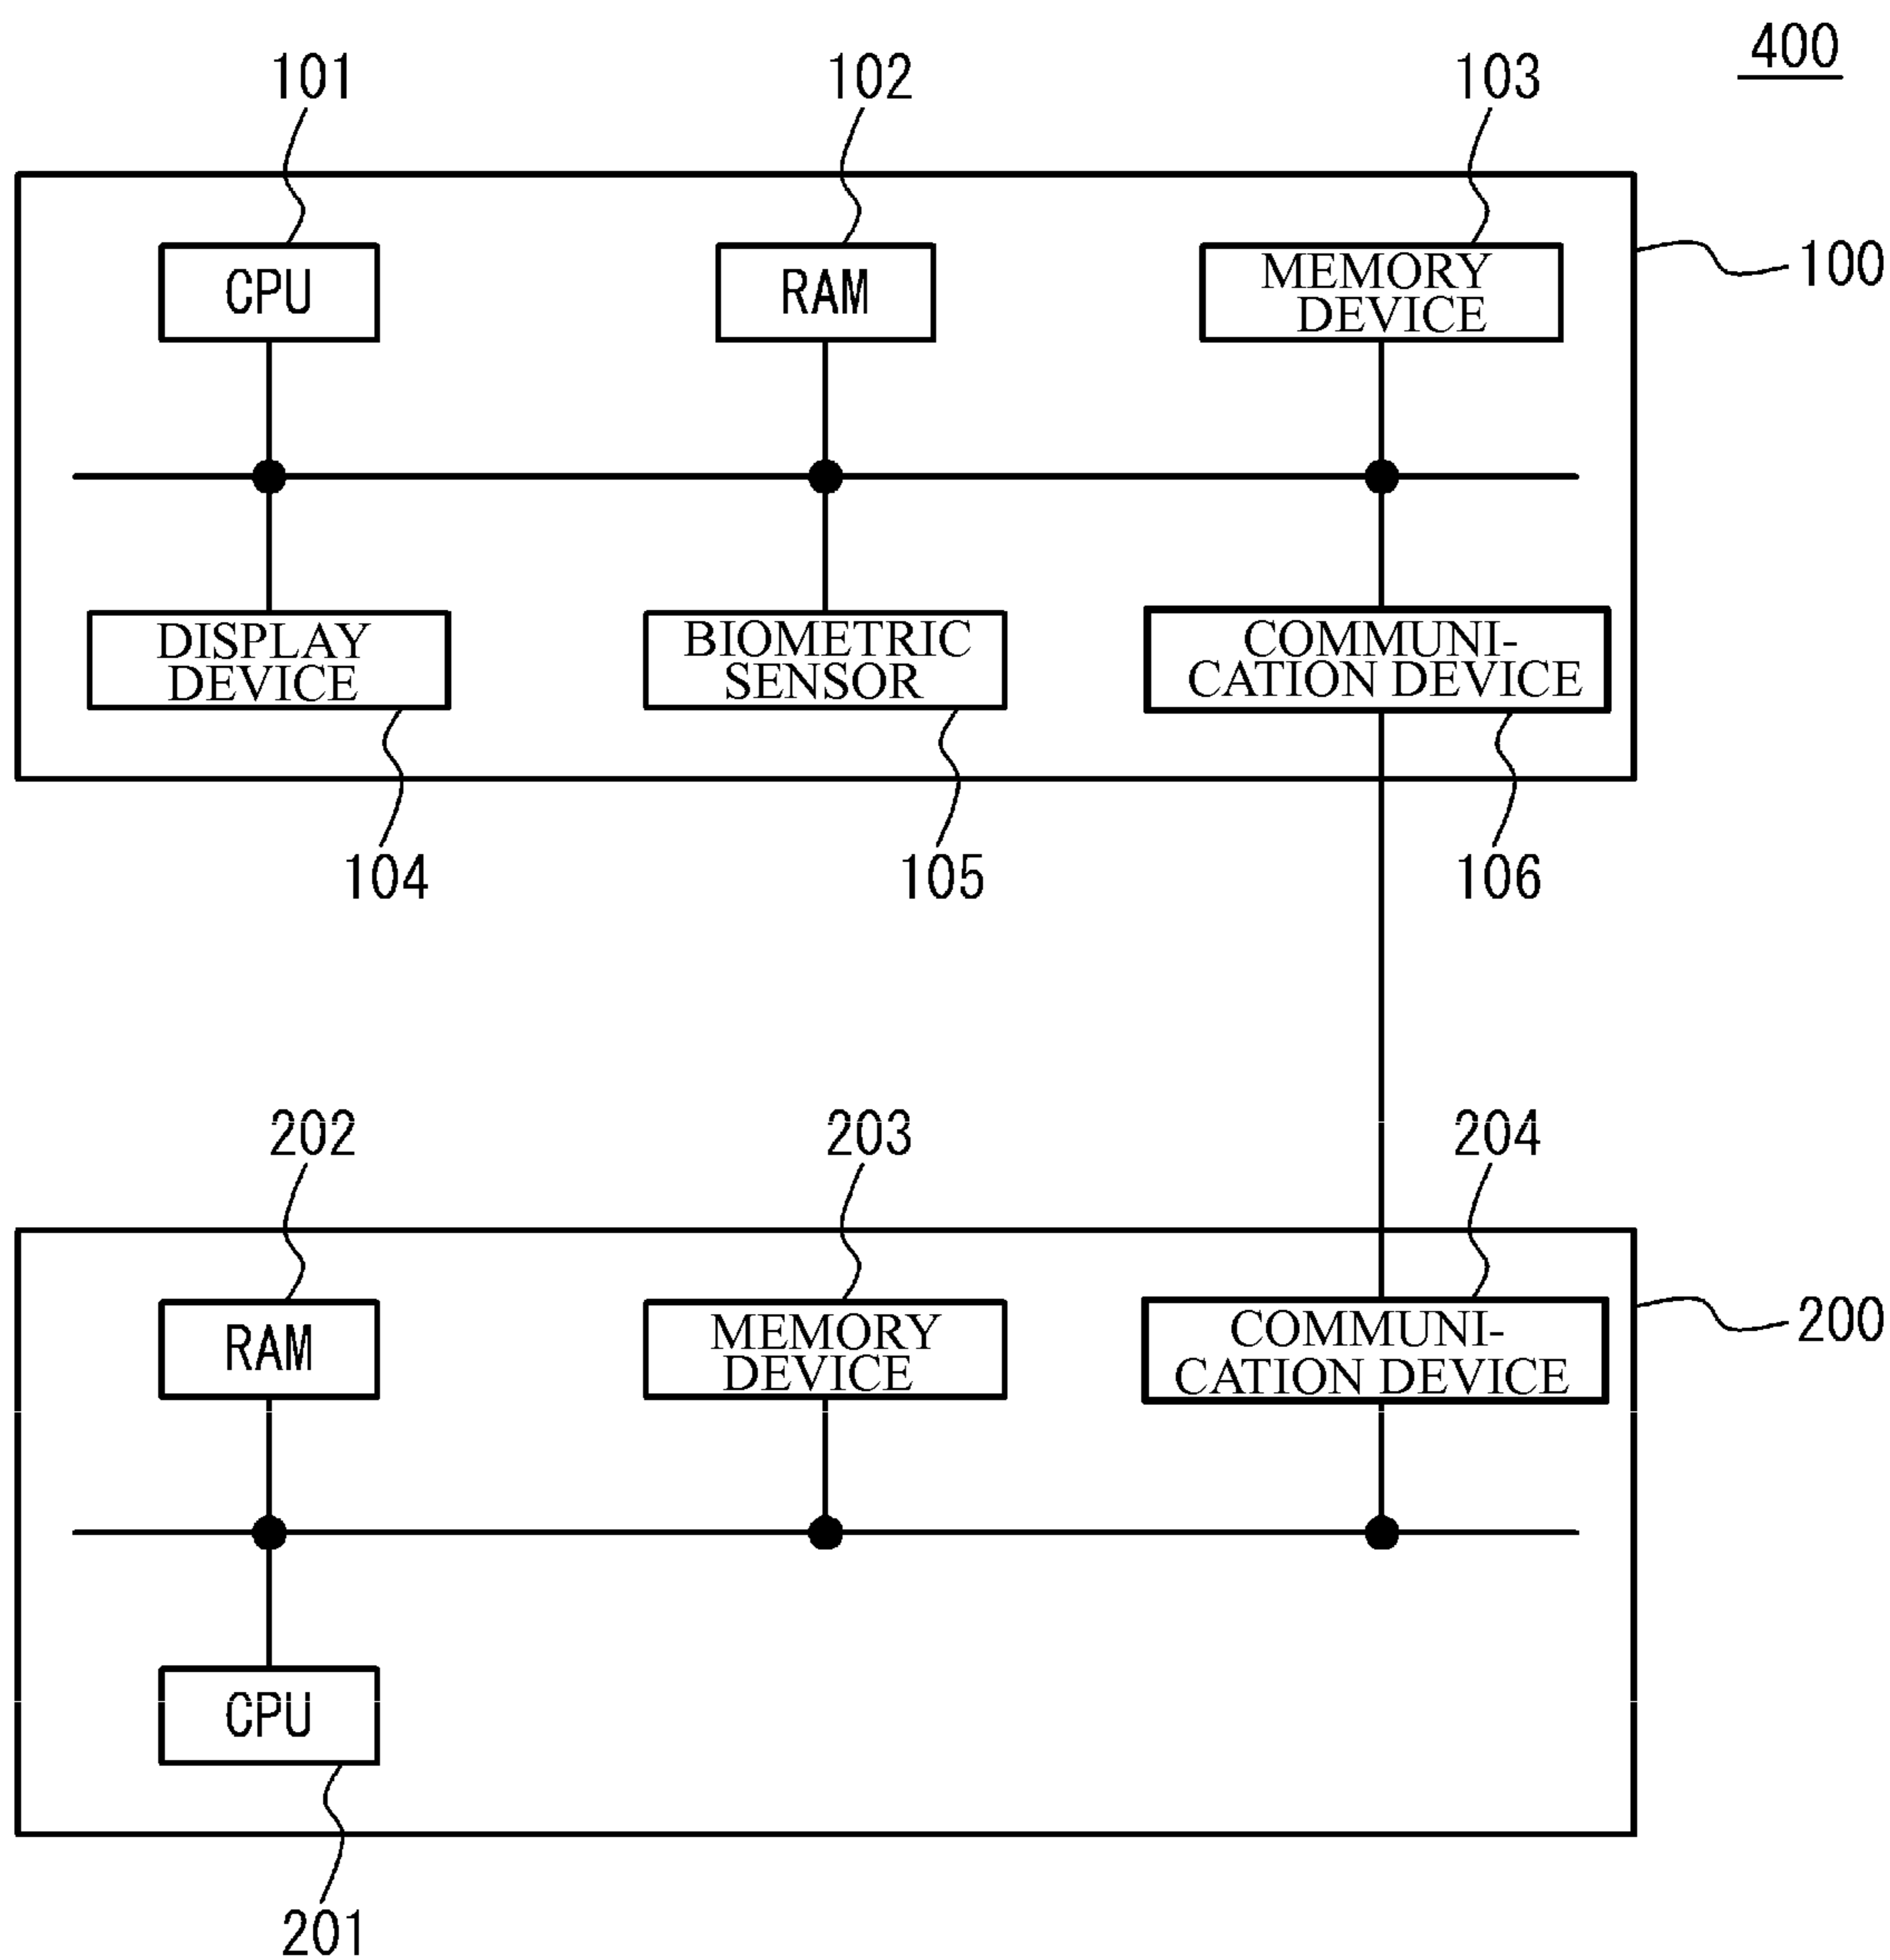 400
101
102
103
CPU
RAM
MEMORY
DEVICE
100
DISPLAY
DEVICE
BIOMETRIC
SENSOR
COMMUNI-
CATION DEVICE
104
105
106
202
203
204
RAM
MEMORY
DEVICE
COMMUNI-
CATION DEVICE
200
CPU
201